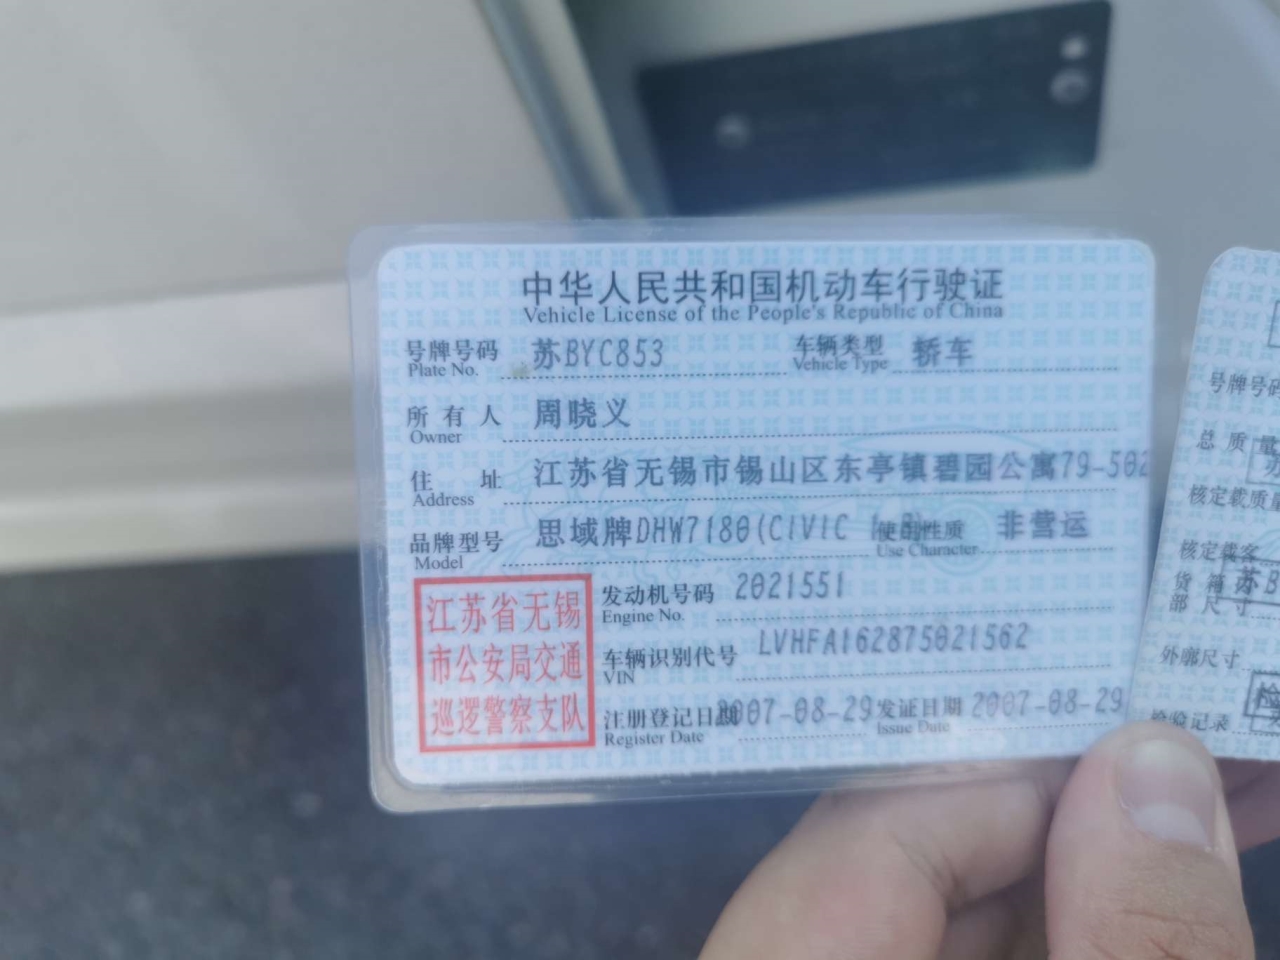 中华人民共和国机动车行驶证
Vehicle License of the People's Republic of China
号牌号码 苏BYC853 车辆类型 轿车
Plate No. Vehicle Type
所有人 周晓义
Owner
住址 江苏省无锡市锡山区东亭镇碧园公寓79-502
Address
品牌型号 思域牌DHW7180(CIVIC 使用性质 非营运
Model Use Character
江苏省无锡
市公安局交通
巡逻警察支队
发动机号码 2021551
Engine No.
车辆识别代号 LVHFA162875021562
VIN
注册登记日期 2007-08-29 发证日期 2007-08-29
Register Date Issue Date
号牌号码
总质量
核定载质量
核定载客
货箱 苏B
部尺寸
外廓尺寸
检验记录